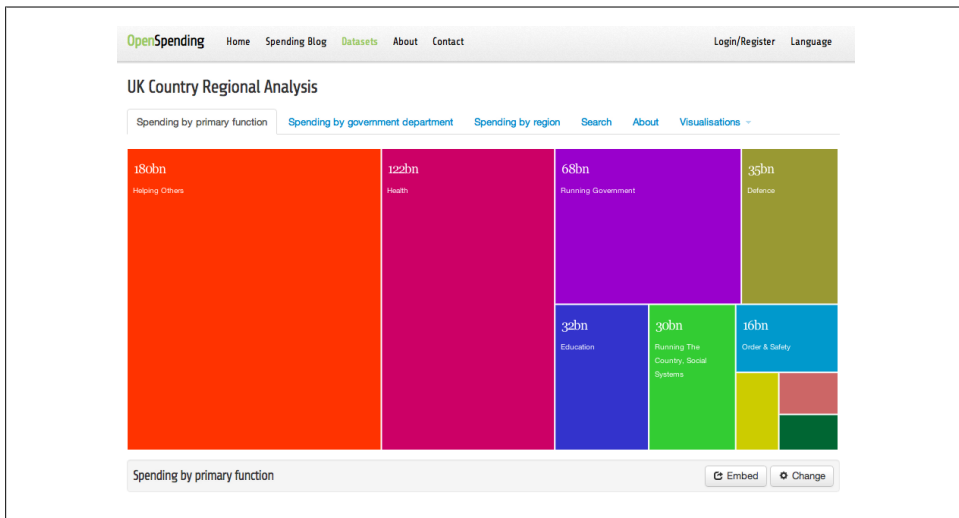 OpenSpending Home Spending Blog Datasets About Contact Login/Register Language
UK Country Regional Analysis
Spending by primary function Spending by government department Spending by region Search About Visualisations
180bn
Helping Others
122bn
Health
68bn
Running Government
35bn
Defence
32bn
Education
30bn
Running The
Country, Social
Systems
16bn
Order & Safety
Spending by primary function Embed Change